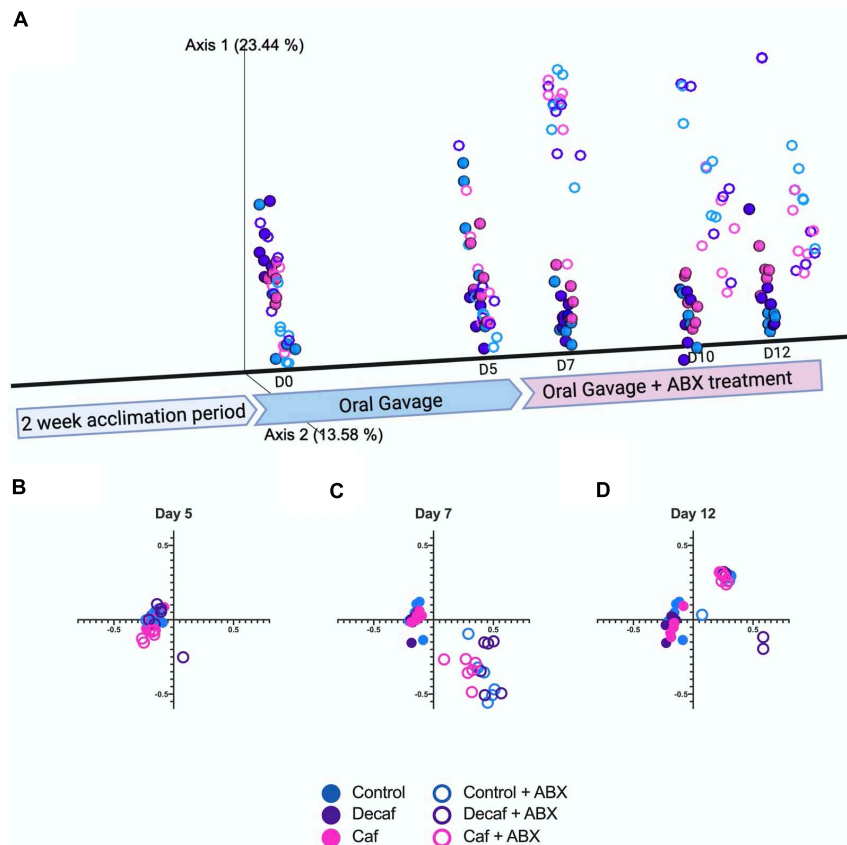 A
Axis 1 (23.44 %)
D0
D5
D7
D10
D12
2 week acclimation period
Oral Gavage
Oral Gavage + ABX treatment
Axis 2 (13.58 %)
B
C
D
Day 5
Day 7
Day 12
0.5
0.5
0.5
-0.5
0.5
-0.5
0.5
-0.5
0.5
-0.5
-0.5
-0.5
Control
Control + ABX
Decaf
Decaf + ABX
Caf
Caf + ABX